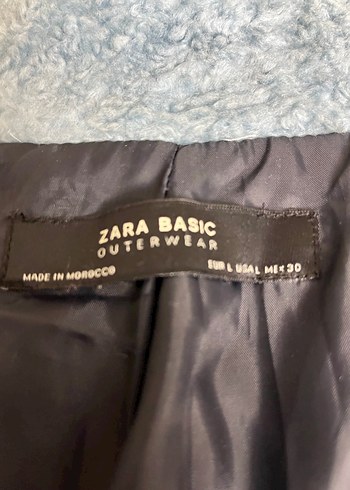 ZARA BASIC
OUTERWEAR
MADE IN MOROCCO
EUR L USA L MEX 30